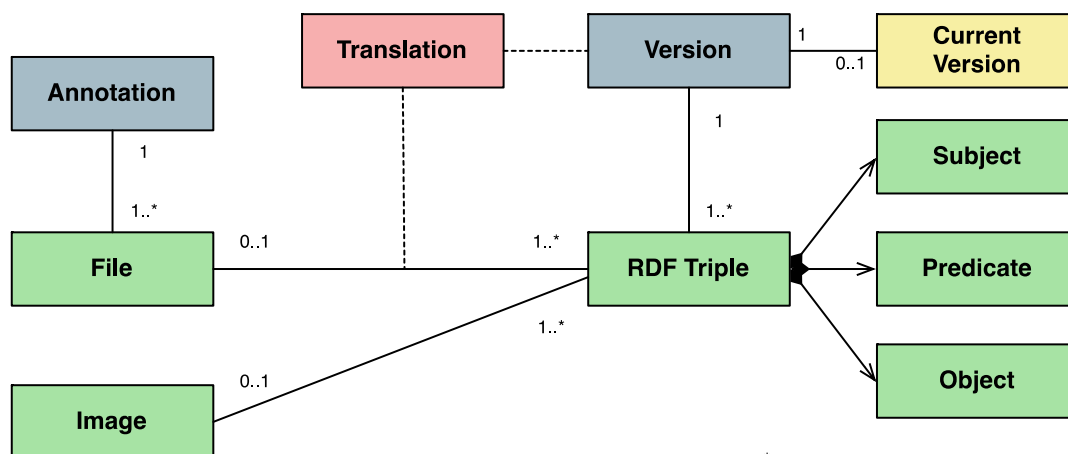 Translation
Version
1
0..1
Current
Version
Annotation
1
1..*
1
1..*
Subject
File
0..1
1..*
RDF Triple
Predicate
1..*
0..1
Image
Object